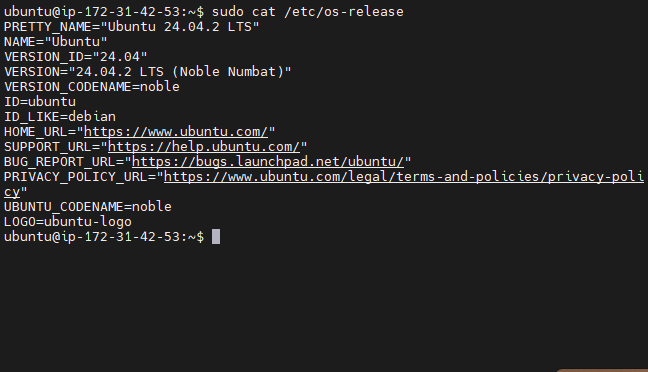 ubuntu@ip-172-31-42-53:~$ sudo cat /etc/os-release
PRETTY_NAME="Ubuntu 24.04.2 LTS"
NAME="Ubuntu"
VERSION_ID="24.04"
VERSION="24.04.2 LTS (Noble Numbat)"
VERSION_CODENAME=noble
ID=ubuntu
ID_LIKE=debian
HOME_URL="https://www.ubuntu.com/"
SUPPORT_URL="https://help.ubuntu.com/"
BUG_REPORT_URL="https://bugs.launchpad.net/ubuntu/"
PRIVACY_POLICY_URL="https://www.ubuntu.com/legal/terms-and-policies/privacy-poli
cy"
UBUNTU_CODENAME=noble
LOGO=ubuntu-logo
ubuntu@ip-172-31-42-53:~$